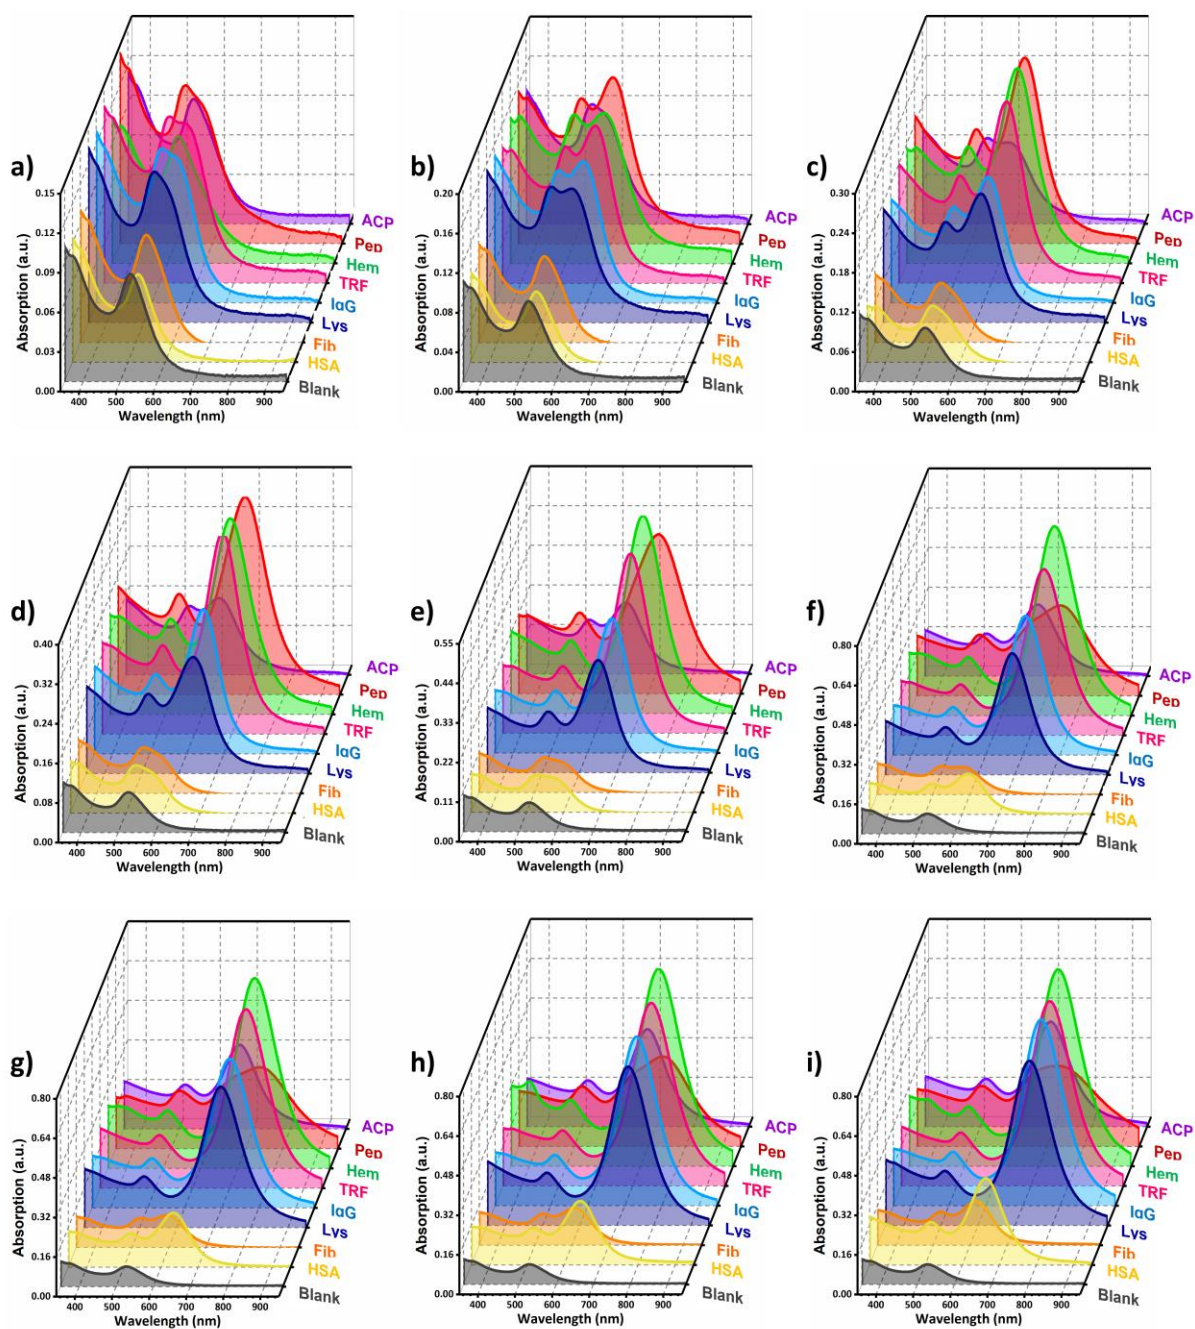 a)
Absorption (a.u.)
0.15
0.12
0.09
0.06
0.03
0.00
400 500 600 700 800 900
Wavelength (nm)
ACP
Pep
Hem
TRF
IgG
Lys
Fib
HSA
Blank
b)
Absorption (a.u.)
0.20
0.16
0.12
0.08
0.04
0.00
400 500 600 700 800 900
Wavelength (nm)
ACP
Pep
Hem
TRF
IgG
Lys
Fib
HSA
Blank
c)
Absorption (a.u.)
0.30
0.24
0.18
0.12
0.06
0.00
400 500 600 700 800 900
Wavelength (nm)
ACP
Pep
Hem
TRF
IgG
Lys
Fib
HSA
Blank
d)
Absorption (a.u.)
0.40
0.32
0.24
0.16
0.08
0.00
400 500 600 700 800 900
Wavelength (nm)
ACP
Pep
Hem
TRF
IgG
Lys
Fib
HSA
Blank
e)
Absorption (a.u.)
0.55
0.44
0.33
0.22
0.11
0.00
400 500 600 700 800 900
Wavelength (nm)
ACP
Pep
Hem
TRF
IgG
Lys
Fib
HSA
Blank
f)
Absorption (a.u.)
0.80
0.64
0.48
0.32
0.16
0.00
400 500 600 700 800 900
Wavelength (nm)
ACP
Pep
Hem
TRF
IgG
Lys
Fib
HSA
Blank
g)
Absorption (a.u.)
0.80
0.64
0.48
0.32
0.16
0.00
400 500 600 700 800 900
Wavelength (nm)
ACP
Pep
Hem
TRF
IgG
Lys
Fib
HSA
Blank
h)
Absorption (a.u.)
0.80
0.64
0.48
0.32
0.16
0.00
400 500 600 700 800 900
Wavelength (nm)
ACP
Pep
Hem
TRF
IgG
Lys
Fib
HSA
Blank
i)
Absorption (a.u.)
0.80
0.64
0.48
0.32
0.16
0.00
400 500 600 700 800 900
Wavelength (nm)
ACP
Pep
Hem
TRF
IgG
Lys
Fib
HSA
Blank